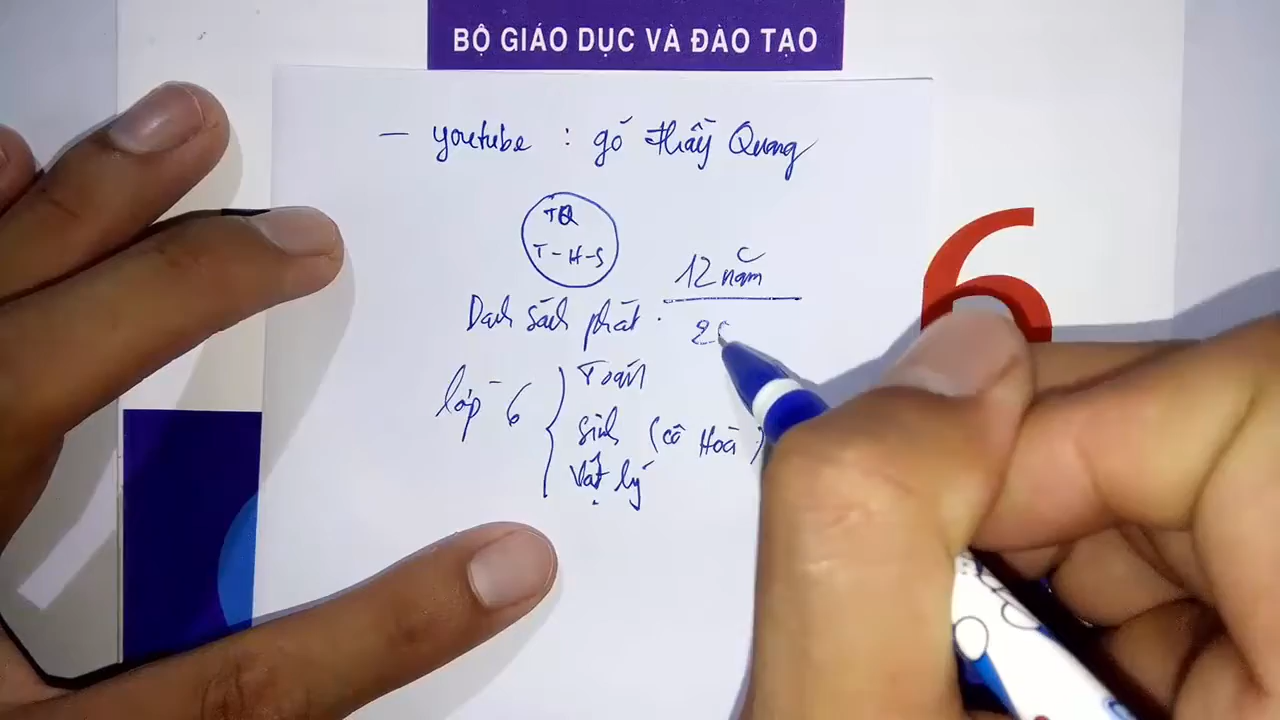 BỘ GIÁO DỤC VÀ ĐÀO TẠO
- youtube : gõ thầy Quang
TQ
T-H-S
12 năm
Danh sách phát
lớp 6
Toán
Sinh (cô Hoà)
Vật lý
6